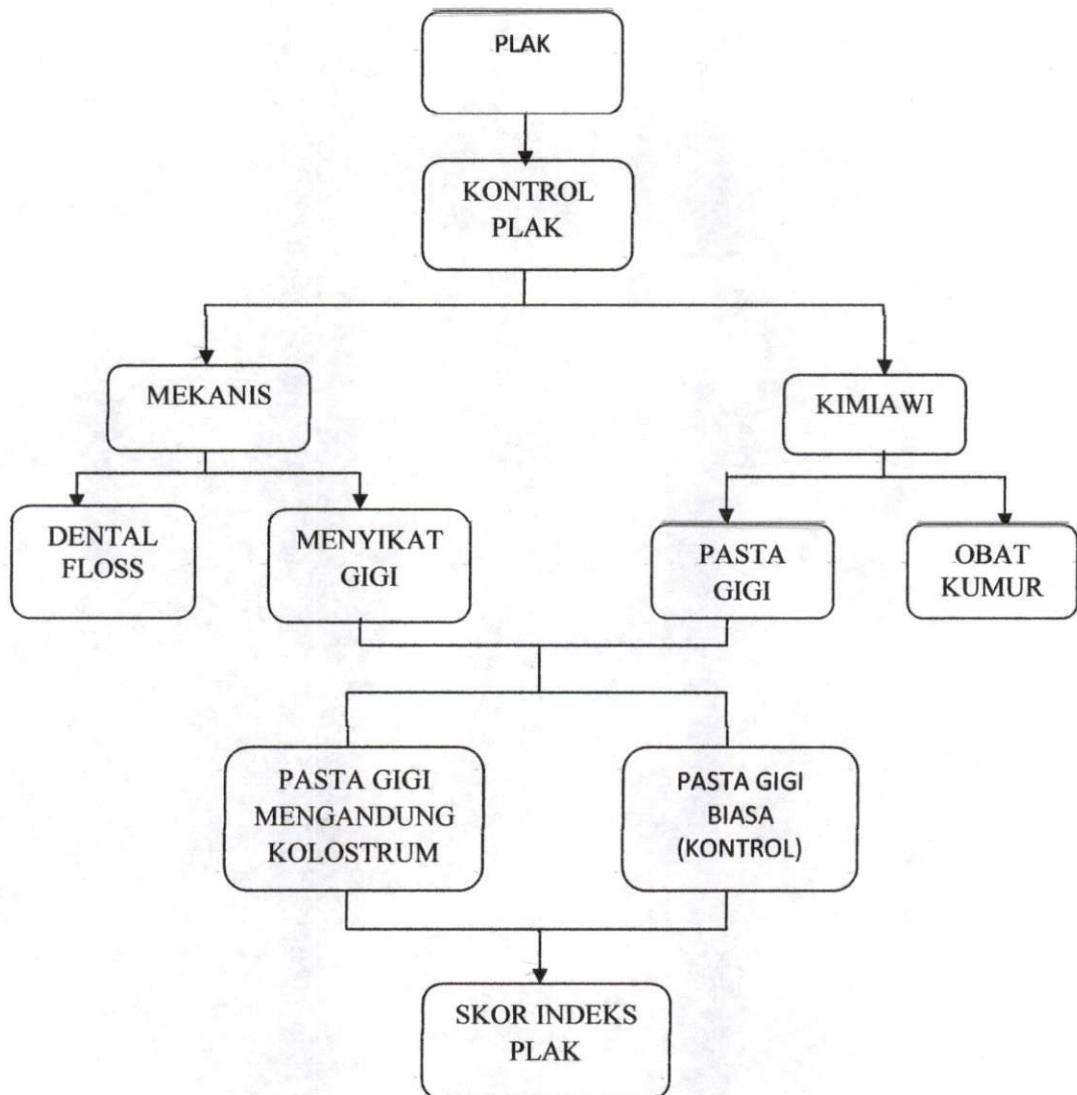 PLAK
KONTROL
PLAK
MEKANIS
KIMIAWI
DENTAL
FLOSS
MENYIKAT
GIGI
PASTA
GIGI
OBAT
KUMUR
PASTA GIGI
MENGANDUNG
KOLOSTRUM
PASTA GIGI
BIASA
(KONTROL)
SKOR INDEKS
PLAK